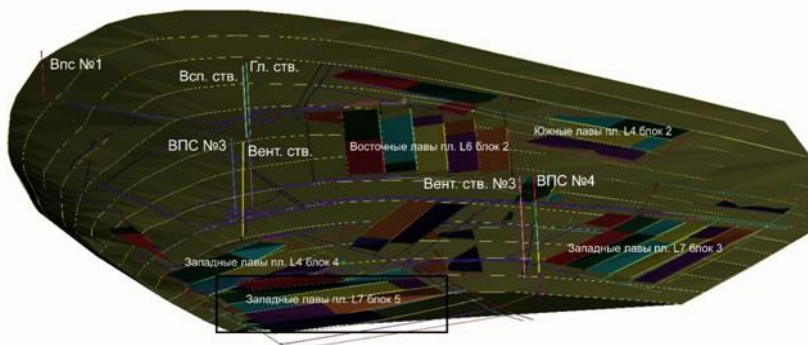 Впс №1
Гл. ств.
Всп. ств.
ВПС №3
Вент. ств.
Восточные лавы пл. L6 блок 2
Южные лавы пл. L4 блок 2
Вент. ств. №3
ВПС №4
Западные лавы пл. L7 блок 3
Западные лавы пл. L4 блок 4
Западные лавы пл. L7 блок 5